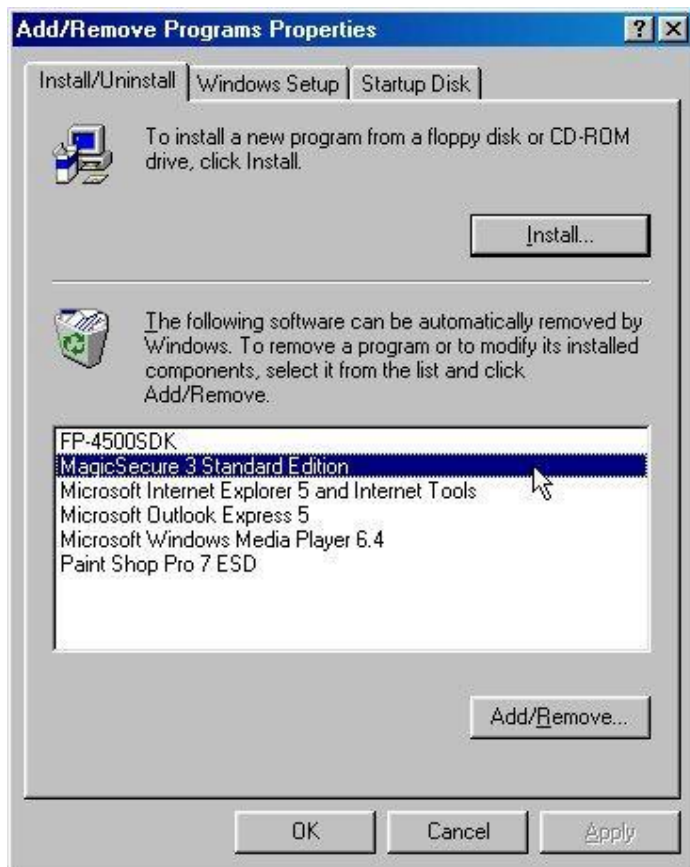 Add/Remove Programs Properties
Install/Uninstall
Windows Setup
Startup Disk
To install a new program from a floppy disk or CD-ROM
drive, click Install.
Install...
The following software can be automatically removed by
Windows. To remove a program or to modify its installed
components, select it from the list and click
Add/Remove.
FP-4500SDK
MagicSecure 3 Standard Edition
Microsoft Internet Explorer 5 and Internet Tools
Microsoft Outlook Express 5
Microsoft Windows Media Player 6.4
Paint Shop Pro 7 ESD
Add/Remove...
OK
Cancel
Apply